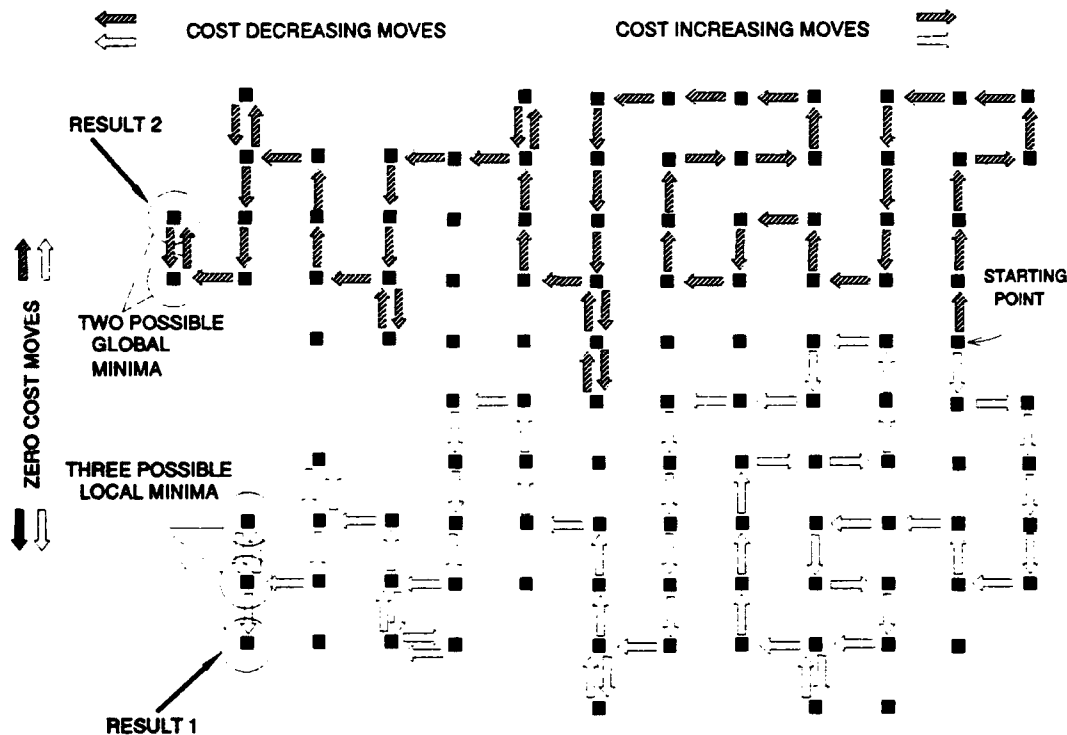 COST DECREASING MOVES
COST INCREASING MOVES
RESULT 2
STARTING
POINT
TWO POSSIBLE
GLOBAL
MINIMA
ZERO COST MOVES
THREE POSSIBLE
LOCAL MINIMA
RESULT 1